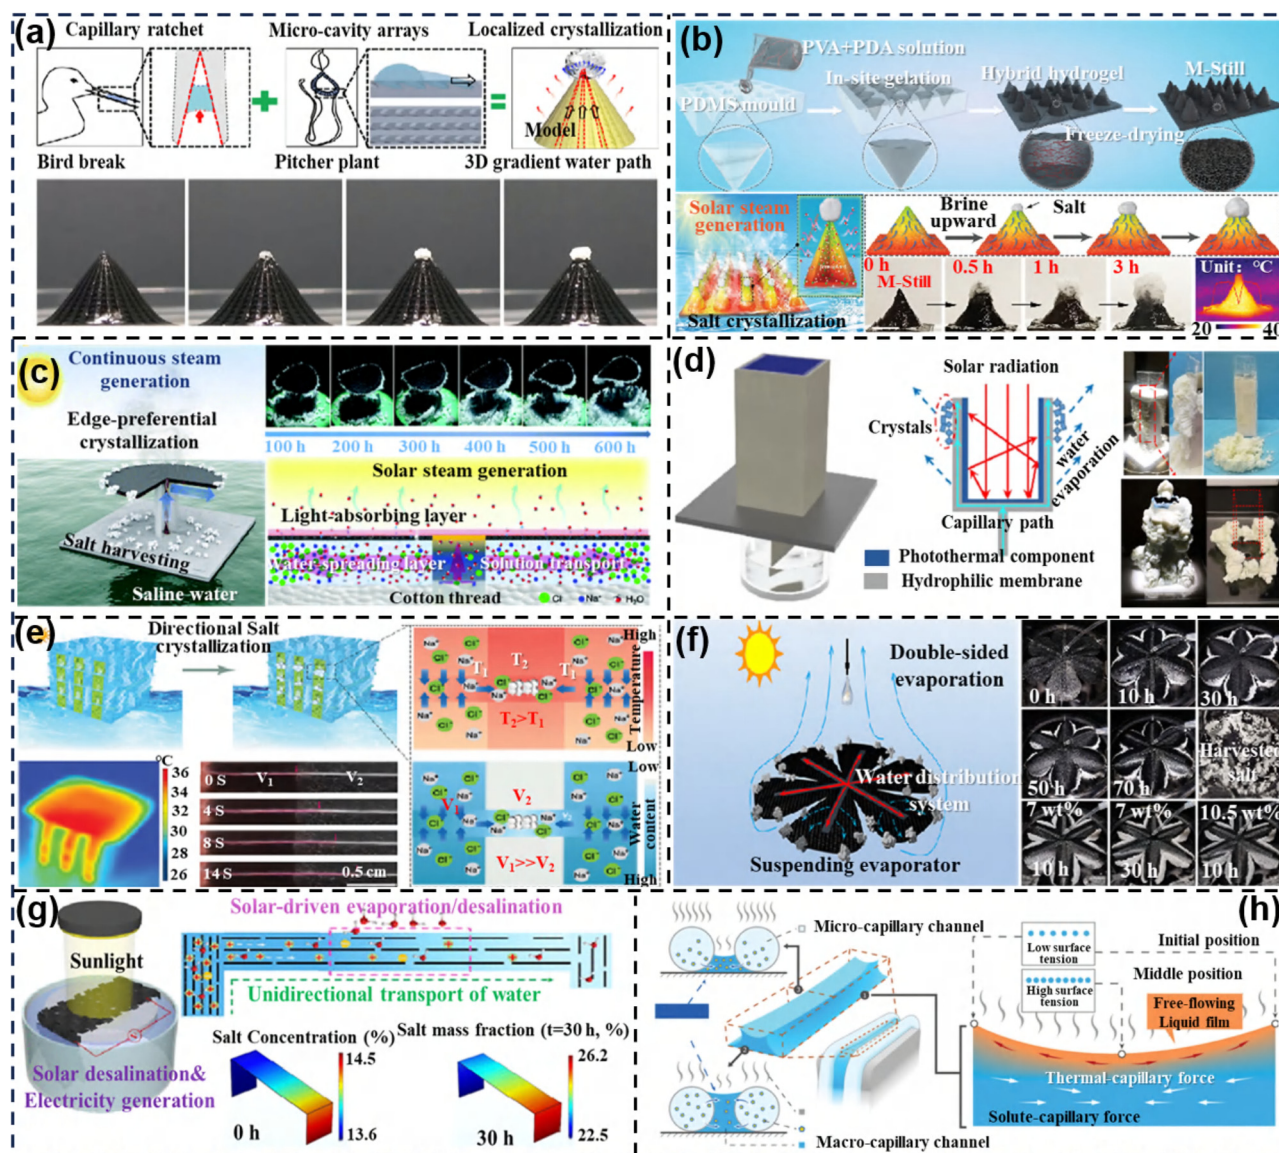 (a)
Capillary ratchet
Micro-cavity arrays
Localized crystallization
Model
Bird break
Pitcher plant
3D gradient water path
(b)
PVA+PDA solution
In-site gelation
Hybrid hydrogel
M-Still
PDMS mould
Freeze-drying
Solar steam
generation
Salt crystallization
Brine
upward
Salt
0 h
0.5 h
1 h
3 h
M-Still
Unit: °C
20
40
(c)
Continuous steam
generation
Edge-preferential
crystallization
Salt harvesting
Saline water
100 h
200 h
300 h
400 h
500 h
600 h
Solar steam generation
Light-absorbing layer
Water-spreading layer
Solution transport
Cotton thread
Cl⁻
Na⁺
H₂O
(d)
Solar radiation
Crystals
water
evaporation
Capillary path
Photothermal component
Hydrophilic membrane
(e)
Directional Salt
crystallization
°C
36
34
32
30
28
26
0 S
V₁
V₂
4 S
8 S
14 S
0.5 cm
Na⁺
Cl⁻
T₁
T₂
T₁
T₂>T₁
High
Temperature
Low
V₁
V₂
V₁>>V₂
Low
Water
content
High
(f)
Double-sided
evaporation
Water distribution
system
Suspending evaporator
0 h
10 h
30 h
50 h
70 h
Harvested
salt
7 wt%
10 h
7 wt%
30 h
10.5 wt%
10 h
(g)
Sunlight
Solar desalination&
Electricity generation
Solar-driven evaporation/desalination
Unidirectional transport of water
Salt Concentration (%)
14.5
13.6
0 h
Salt mass fraction (t=30 h, %)
26.2
22.5
30 h
(h)
Micro-capillary channel
Macro-capillary channel
Low surface
tension
High surface
tension
Initial position
Middle position
Free-flowing
Liquid film
Thermal-capillary force
Solute-capillary force